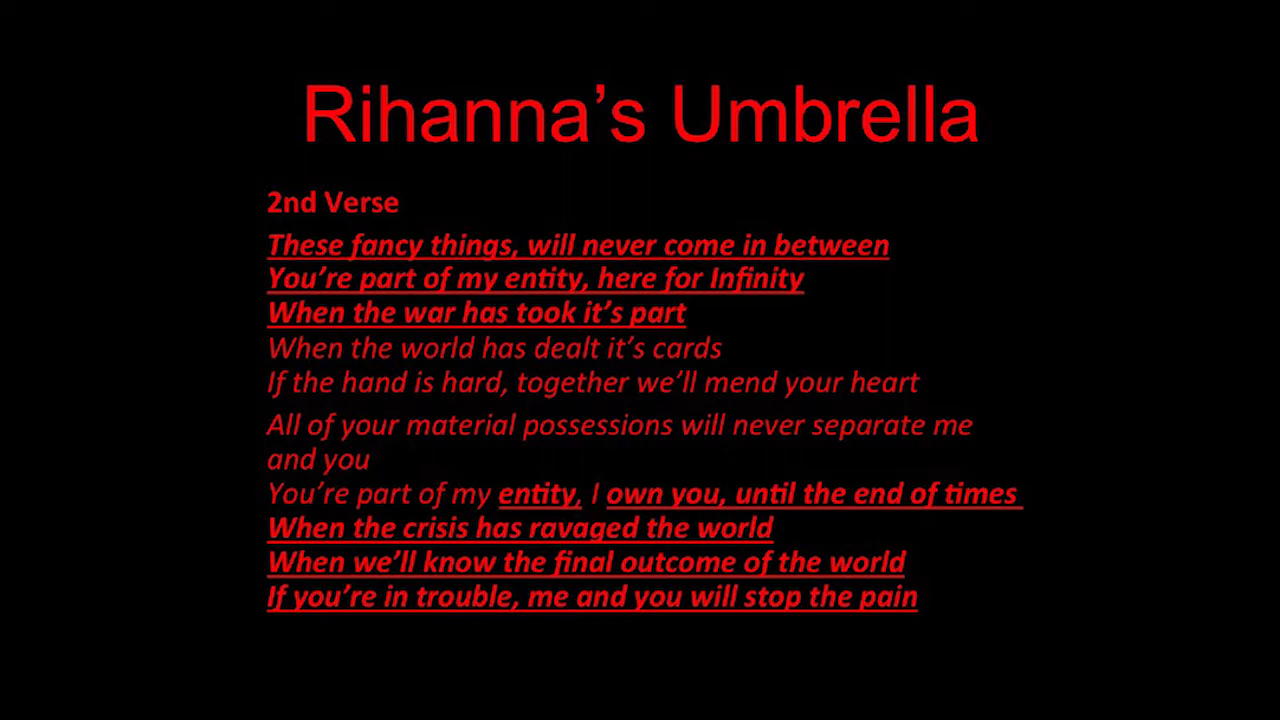 Rihanna’s Umbrella
2nd Verse
These fancy things, will never come in between
You’re part of my entity, here for Infinity
When the war has took it’s part
When the world has dealt it’s cards
If the hand is hard, together we’ll mend your heart
All of your material possessions will never separate me
and you
You’re part of my entity, I own you, until the end of times
When the crisis has ravaged the world
When we’ll know the final outcome of the world
If you’re in trouble, me and you will stop the pain